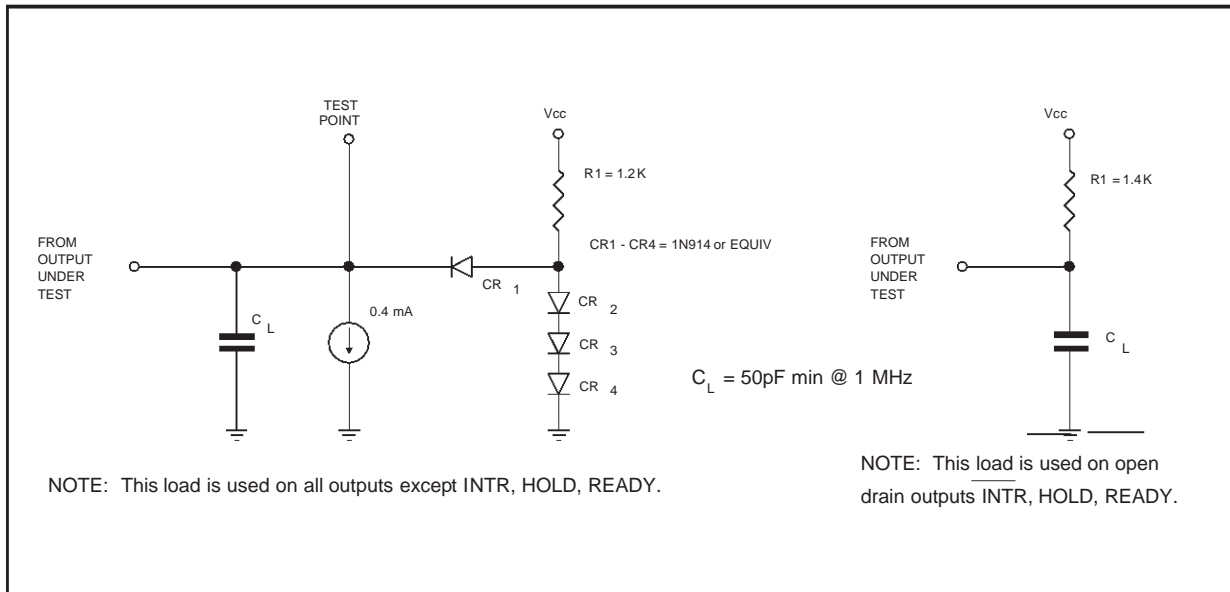 TEST
POINT
Vcc
R1 = 1.2K
FROM
OUTPUT
UNDER
TEST
CR1 - CR4 = 1N914 or EQUIV
CR 1
CR 2
CR 3
CR 4
C L
0.4 mA
C L = 50pF min @ 1 MHz
NOTE: This load is used on all outputs except INTR, HOLD, READY.
Vcc
R1 = 1.4K
FROM
OUTPUT
UNDER
TEST
C L
NOTE: This load is used on open
drain outputs INTR, HOLD, READY.